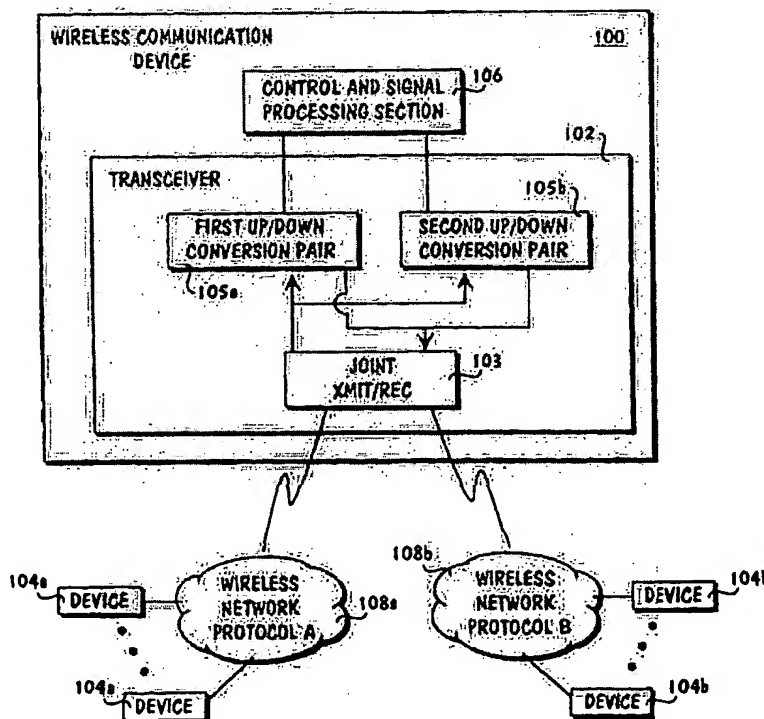 WIRELESS COMMUNICATION
DEVICE
100
CONTROL AND SIGNAL
PROCESSING SECTION
106
102
TRANSCEIVER
105b
FIRST UP/DOWN
CONVERSION PAIR
SECOND UP/DOWN
CONVERSION PAIR
105a
JOINT
XMIT/REC
103
104a
DEVICE
WIRELESS
NETWORK
PROTOCOL A
108a
108b
WIRELESS
NETWORK
PROTOCOL B
104b
DEVICE
104a
DEVICE
DEVICE
104b